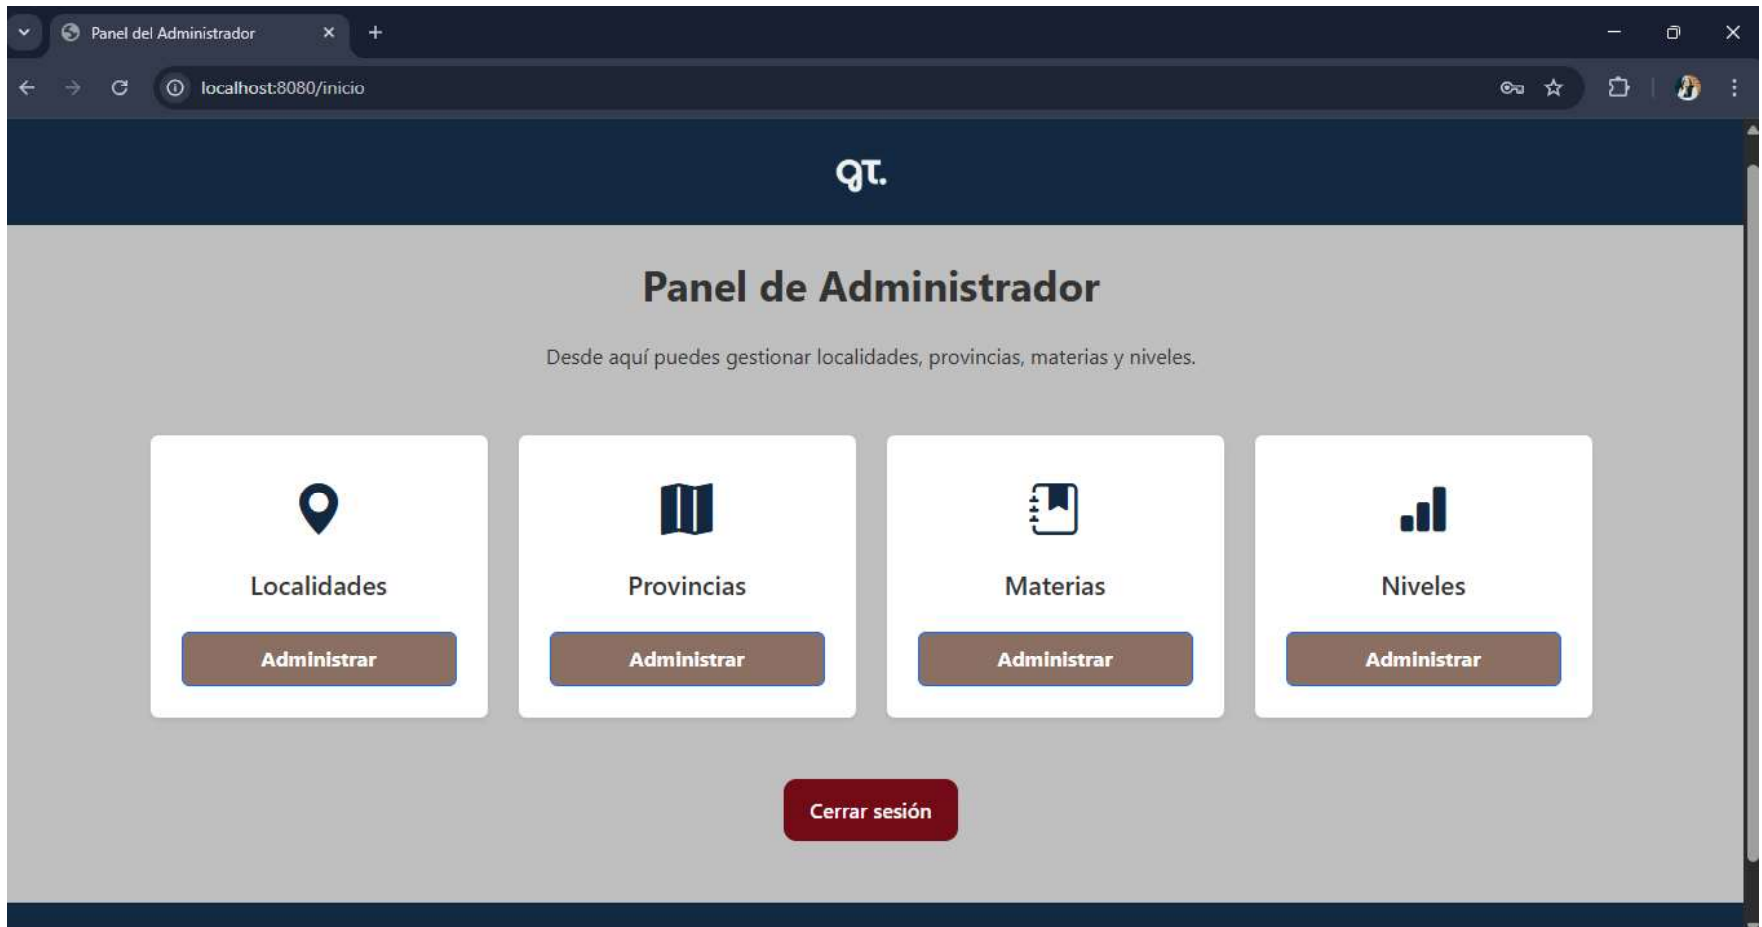 Panel del Administrador
localhost:8080/inicio
gt.
Panel de Administrador
Desde aquí puedes gestionar localidades, provincias, materias y niveles.
Localidades
Provincias
Materias
Niveles
Administrar
Administrar
Administrar
Administrar
Cerrar sesión